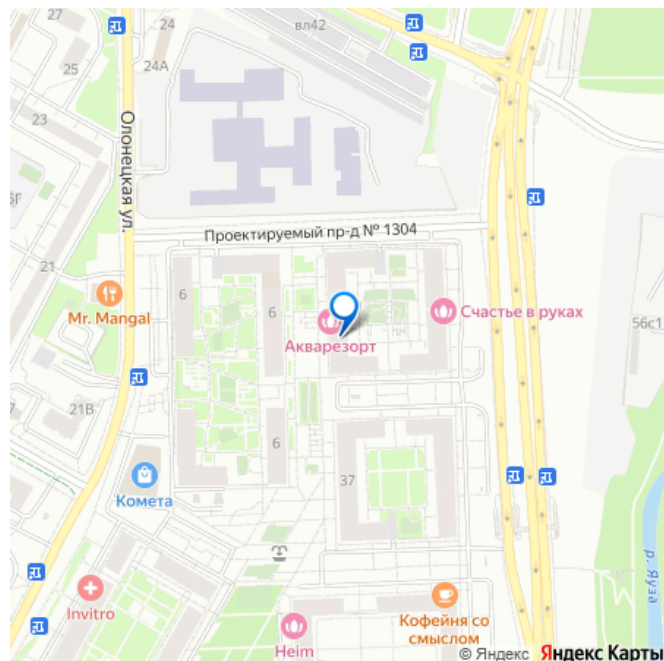 27
вл42
24А
25
23
Олонецкая ул.
Проектируемый пр-д № 1304
21
6
6
Mr. Mangal
Счастье в руках
Акварезорт
56с1
21В
6
37
Комета
Invitro
Кофейня со
смыслом
Heim
р. Яуза
© Яндекс Яндекс Карты